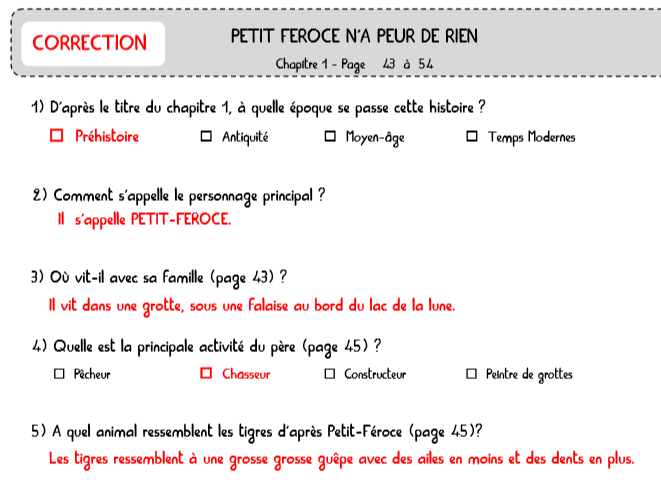 CORRECTION
PETIT FEROCE N'A PEUR DE RIEN
Chapitre 1 - Page 43 à 54
1) D'après le titre du chapitre 1, à quelle époque se passe cette histoire ?
☐ Préhistoire ☐ Antiquité ☐ Moyen-âge ☐ Temps Modernes
2) Comment s'appelle le personnage principal ?
Il s'appelle PETIT-FEROCE.
3) Où vit-il avec sa famille (page 43) ?
Il vit dans une grotte, sous une falaise au bord du lac de la lune.
4) Quelle est la principale activité du père (page 45) ?
☐ Pêcheur ☐ Chasseur ☐ Constructeur ☐ Peintre de grottes
5) A quel animal ressemblent les tigres d'après Petit-Féroce (page 45)?
Les tigres ressemblent à une grosse grosse guêpe avec des ailes en moins et des dents en plus.